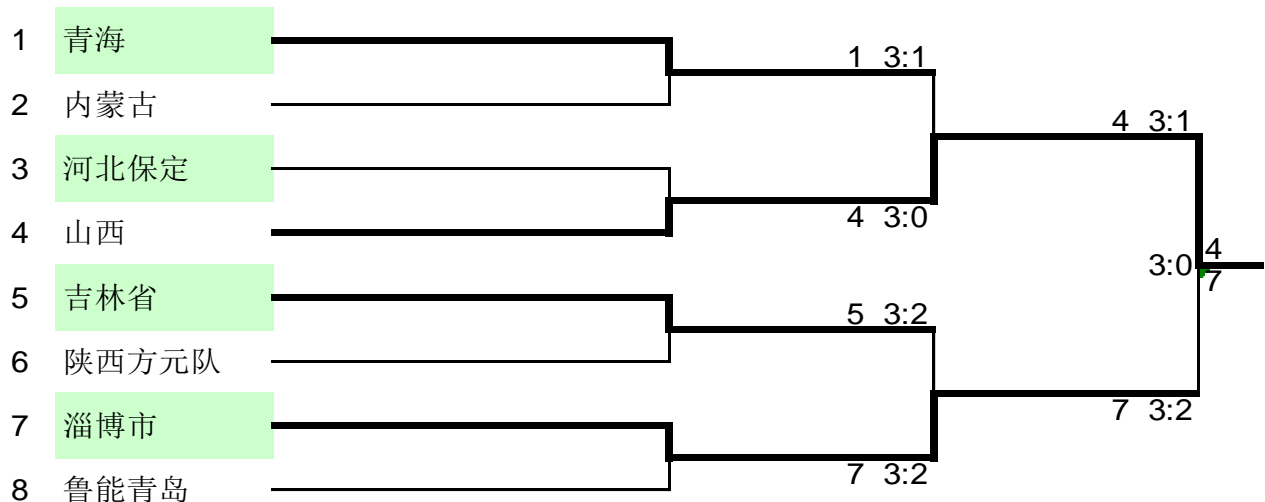 1 青海
1 3:1
2 内蒙古
4 3:1
3 河北保定
4 山西
4 3:0
4
3:0
7
5 吉林省
5 3:2
6 陕西方元队
7 3:2
7 淄博市
7 3:2
8 鲁能青岛